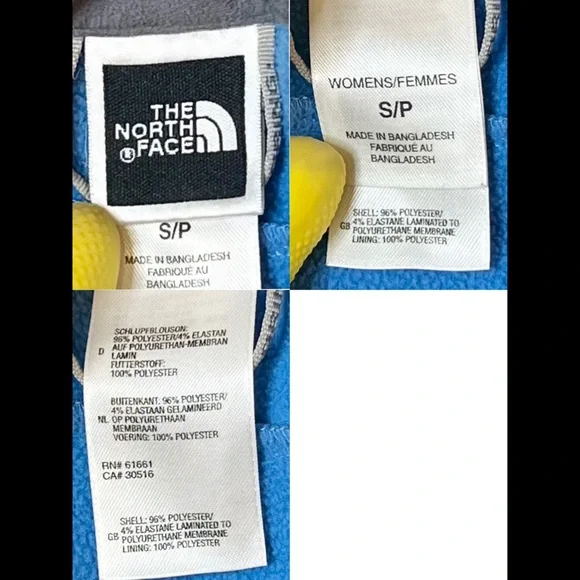 THE
NORTH
FACE
S/P
MADE IN BANGLADESH
FABRIQUÉ AU
BANGLADESH
WOMENS/FEMMES
S/P
MADE IN BANGLADESH
FABRIQUÉ AU
BANGLADESH
SHELL: 96% POLYESTER/
4% ELASTANE LAMINATED TO
GB POLYURETHANE MEMBRANE
LINING: 100% POLYESTER
SCHLUPFBLOUSON:
96% POLYESTER/4% ELASTAN
D AUF POLYURETHAN-MEMBRAN
LAMIN
FUTTERSTOFF:
100% POLYESTER
BUITENKANT: 96% POLYESTER/
4% ELASTAAN GELAMINEERD
NL OP POLYURETHAAN
MEMBRAAN
VOERING: 100% POLYESTER
RN# 61661
CA# 30516
SHELL: 96% POLYESTER/
4% ELASTANE LAMINATED TO
GB POLYURETHANE MEMBRANE
LINING: 100% POLYESTER